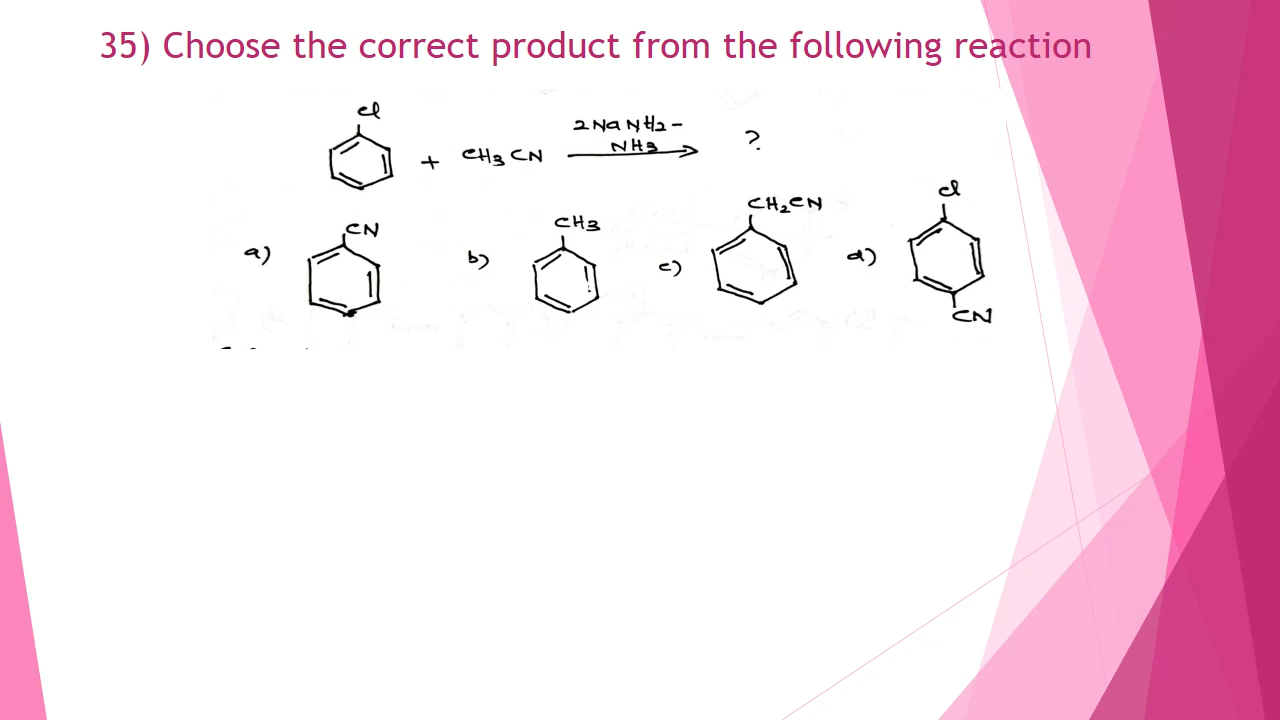 35) Choose the correct product from the following reaction
Cl
+ CH3CN 2NaNH2- ?
NH3
a) CN b) CH3 c) CH2CN d) Cl
CN